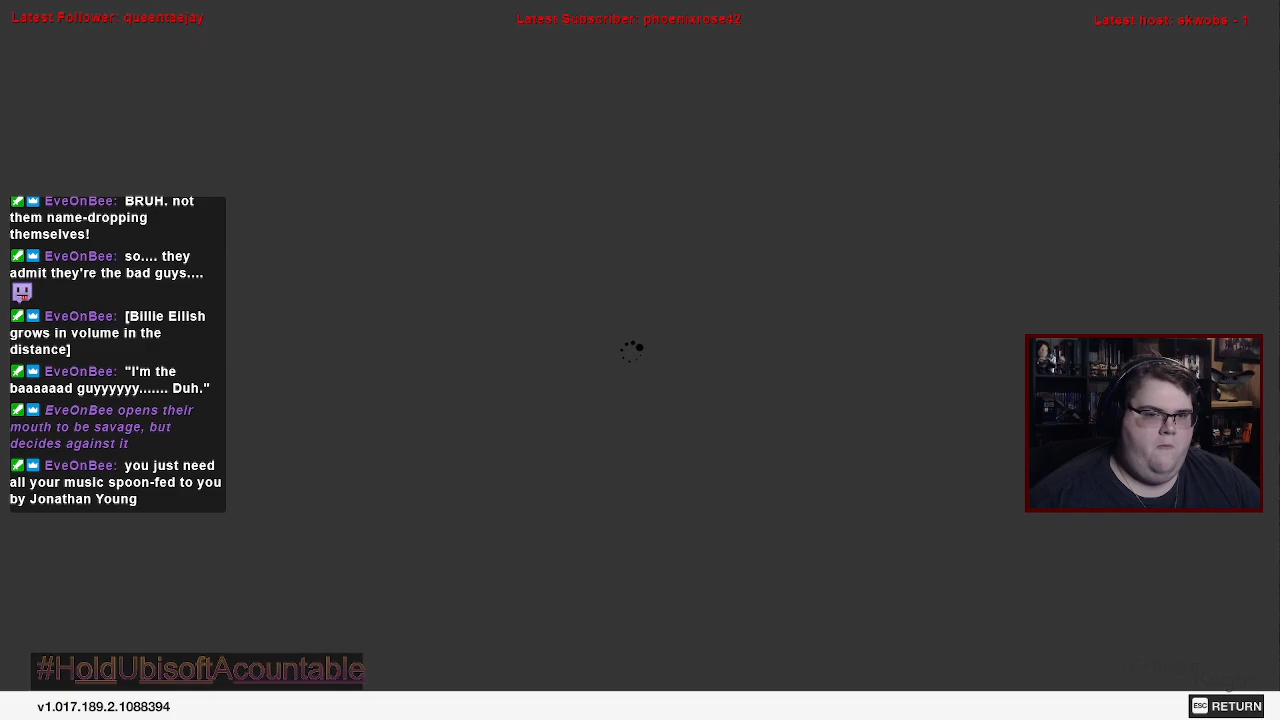 Latest Follower: queentaajay
Latest Subscriber: phoenixrose42
Latest host: skwobs - 1
EveOnBee: BRUH. not
them name-dropping
themselves!
EveOnBee: so.... they
admit they're the bad guys....
EveOnBee: [Billie Eilish
grows in volume in the
distance]
EveOnBee: "I'm the
baaaaad guyyyyyy....... Duh."
EveOnBee opens their
mouth to be savage, but
decides against it
EveOnBee: you just need
all your music spoon-fed to you
by Jonathan Young
#HoldUbisoftAcountable
v1.017.189.2.1088394
ESC RETURN